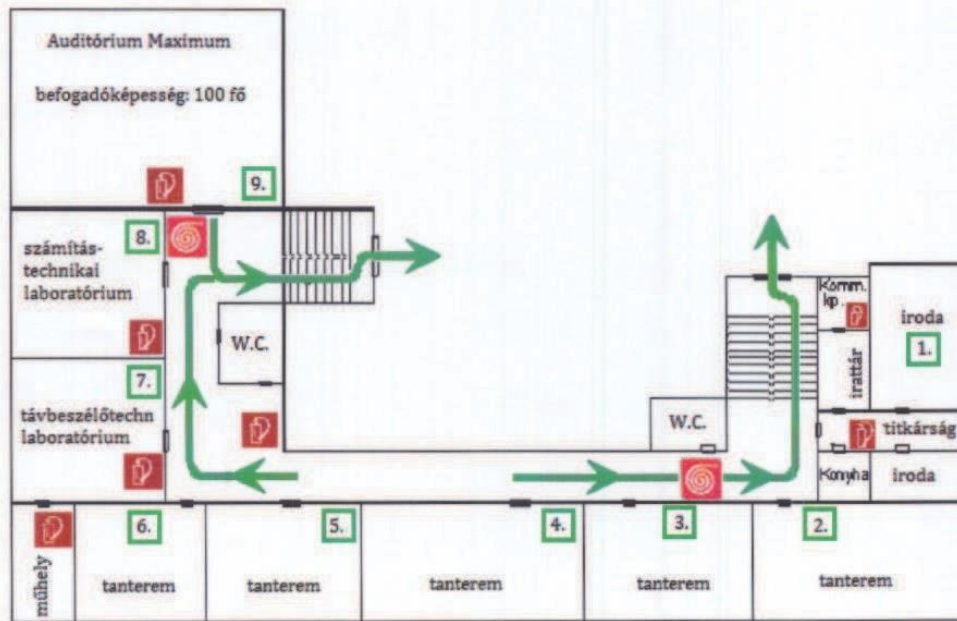 Auditórium Maximum
befogadóképesség: 100 fő
9.
8.
számítás-
technikai
laboratórium
W.C.
7.
távbeszélőtechn
laboratórium
Komm.
kp.
iroda
1.
irattár
W.C.
titkárság
Konyha
iroda
műhely
6.
tanterem
5.
tanterem
4.
tanterem
3.
tanterem
2.
tanterem